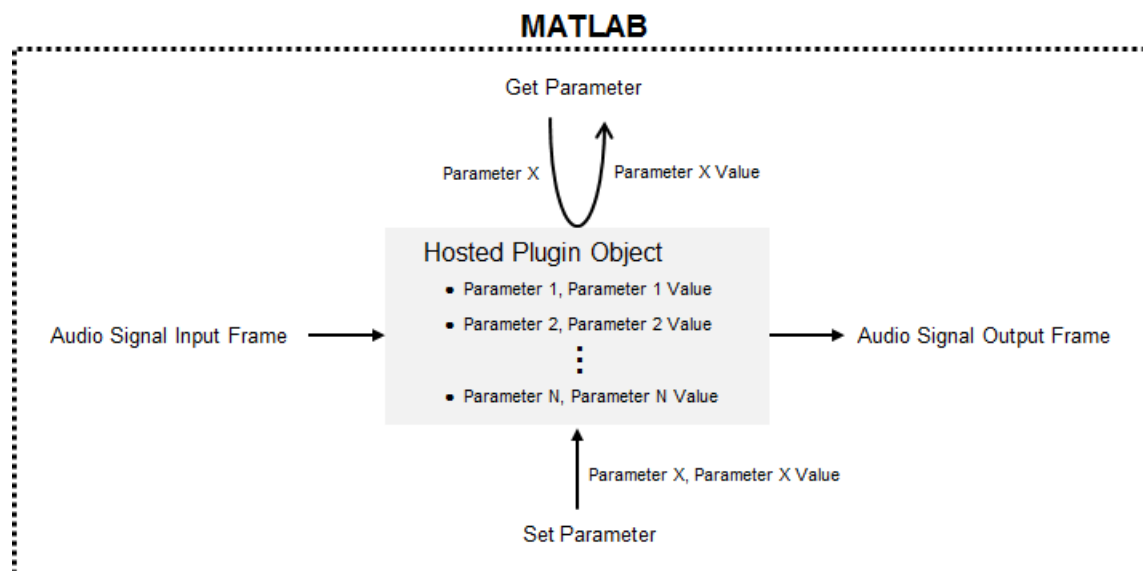 MATLAB
Get Parameter
Parameter X
Parameter X Value
Hosted Plugin Object
• Parameter 1, Parameter 1 Value
• Parameter 2, Parameter 2 Value
• Parameter N, Parameter N Value
Audio Signal Input Frame
Audio Signal Output Frame
Parameter X, Parameter X Value
Set Parameter